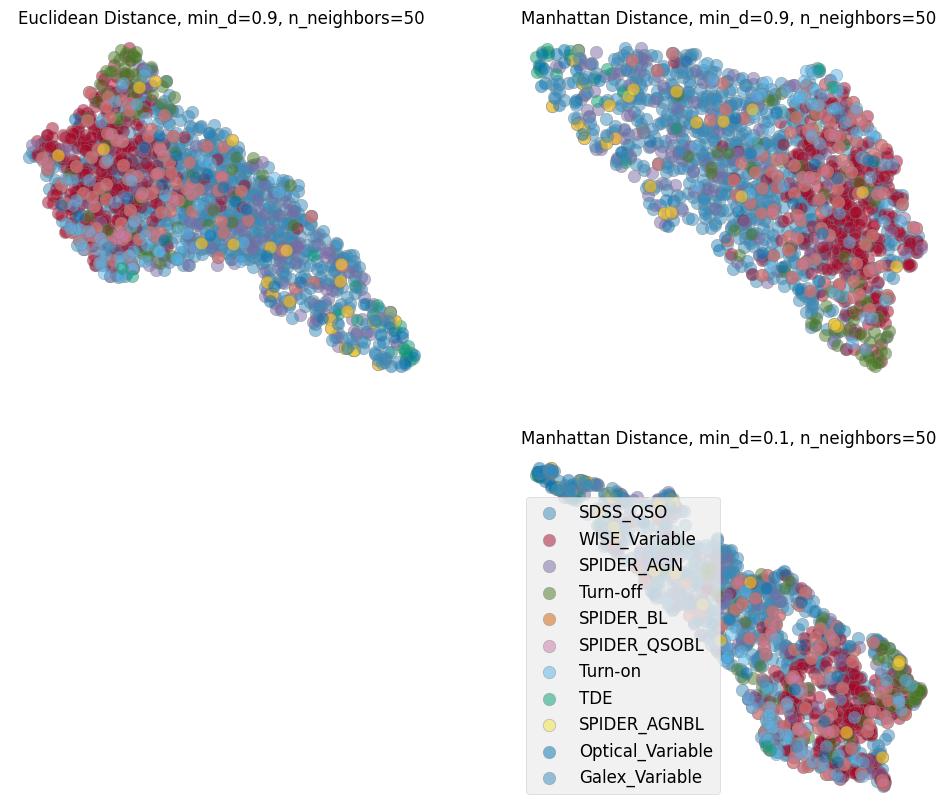 Euclidean Distance, min_d=0.9, n_neighbors=50
Manhattan Distance, min_d=0.9, n_neighbors=50
Manhattan Distance, min_d=0.1, n_neighbors=50
SDSS_QSO
WISE_Variable
SPIDER_AGN
Turn-off
SPIDER_BL
SPIDER_QSOBL
Turn-on
TDE
SPIDER_AGNBL
Optical_Variable
Galex_Variable